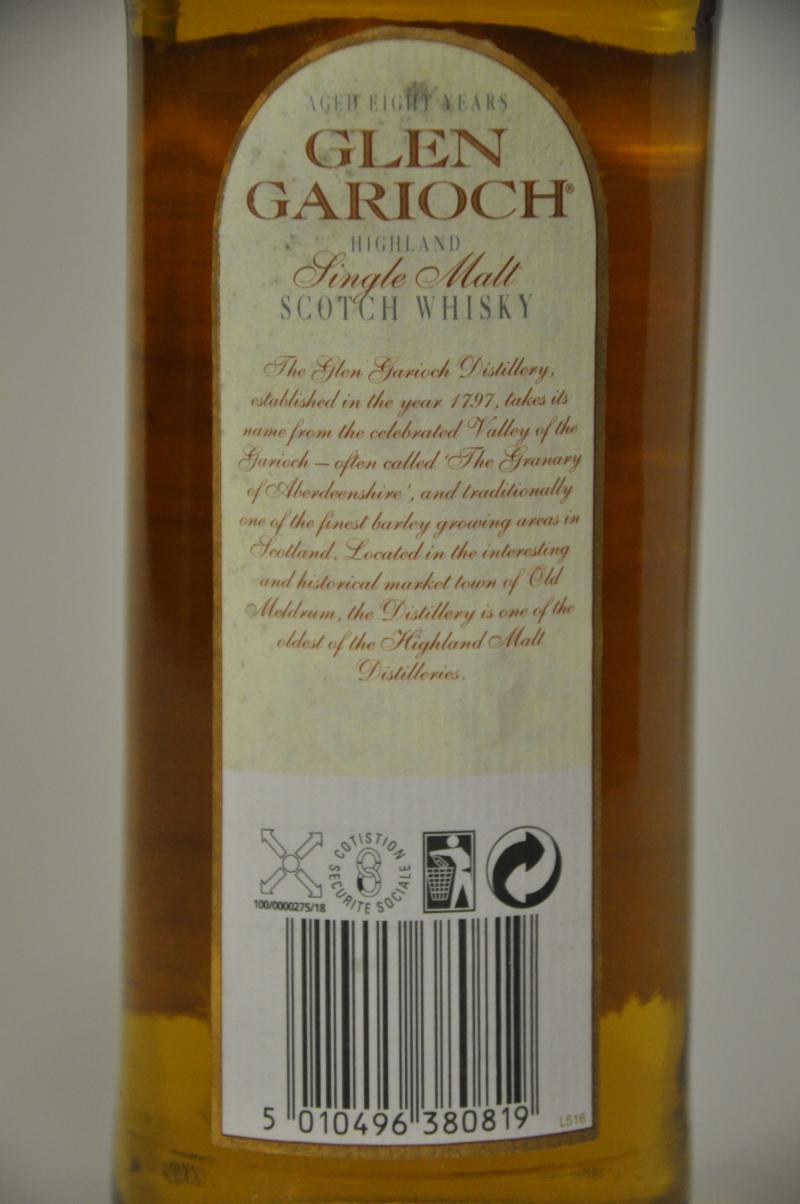 AGED EIGHT YEARS
GLEN
GARIOCH®
HIGHLAND
Single Malt
SCOTCH WHISKY
The Glen Garioch Distillery,
established in the year 1797, takes its
name from the celebrated Valley of the
Garioch – often called 'The Granary
of Aberdeenshire', and traditionally
one of the finest barley growing areas in
Scotland. Located in the interesting
and historical market town of Old
Meldrum, the Distillery is one of the
oldest of the Highland Malt
Distilleries.
COTISTION SECURITE SOCIALE
100/0000275/18
5 010496 380819
L516